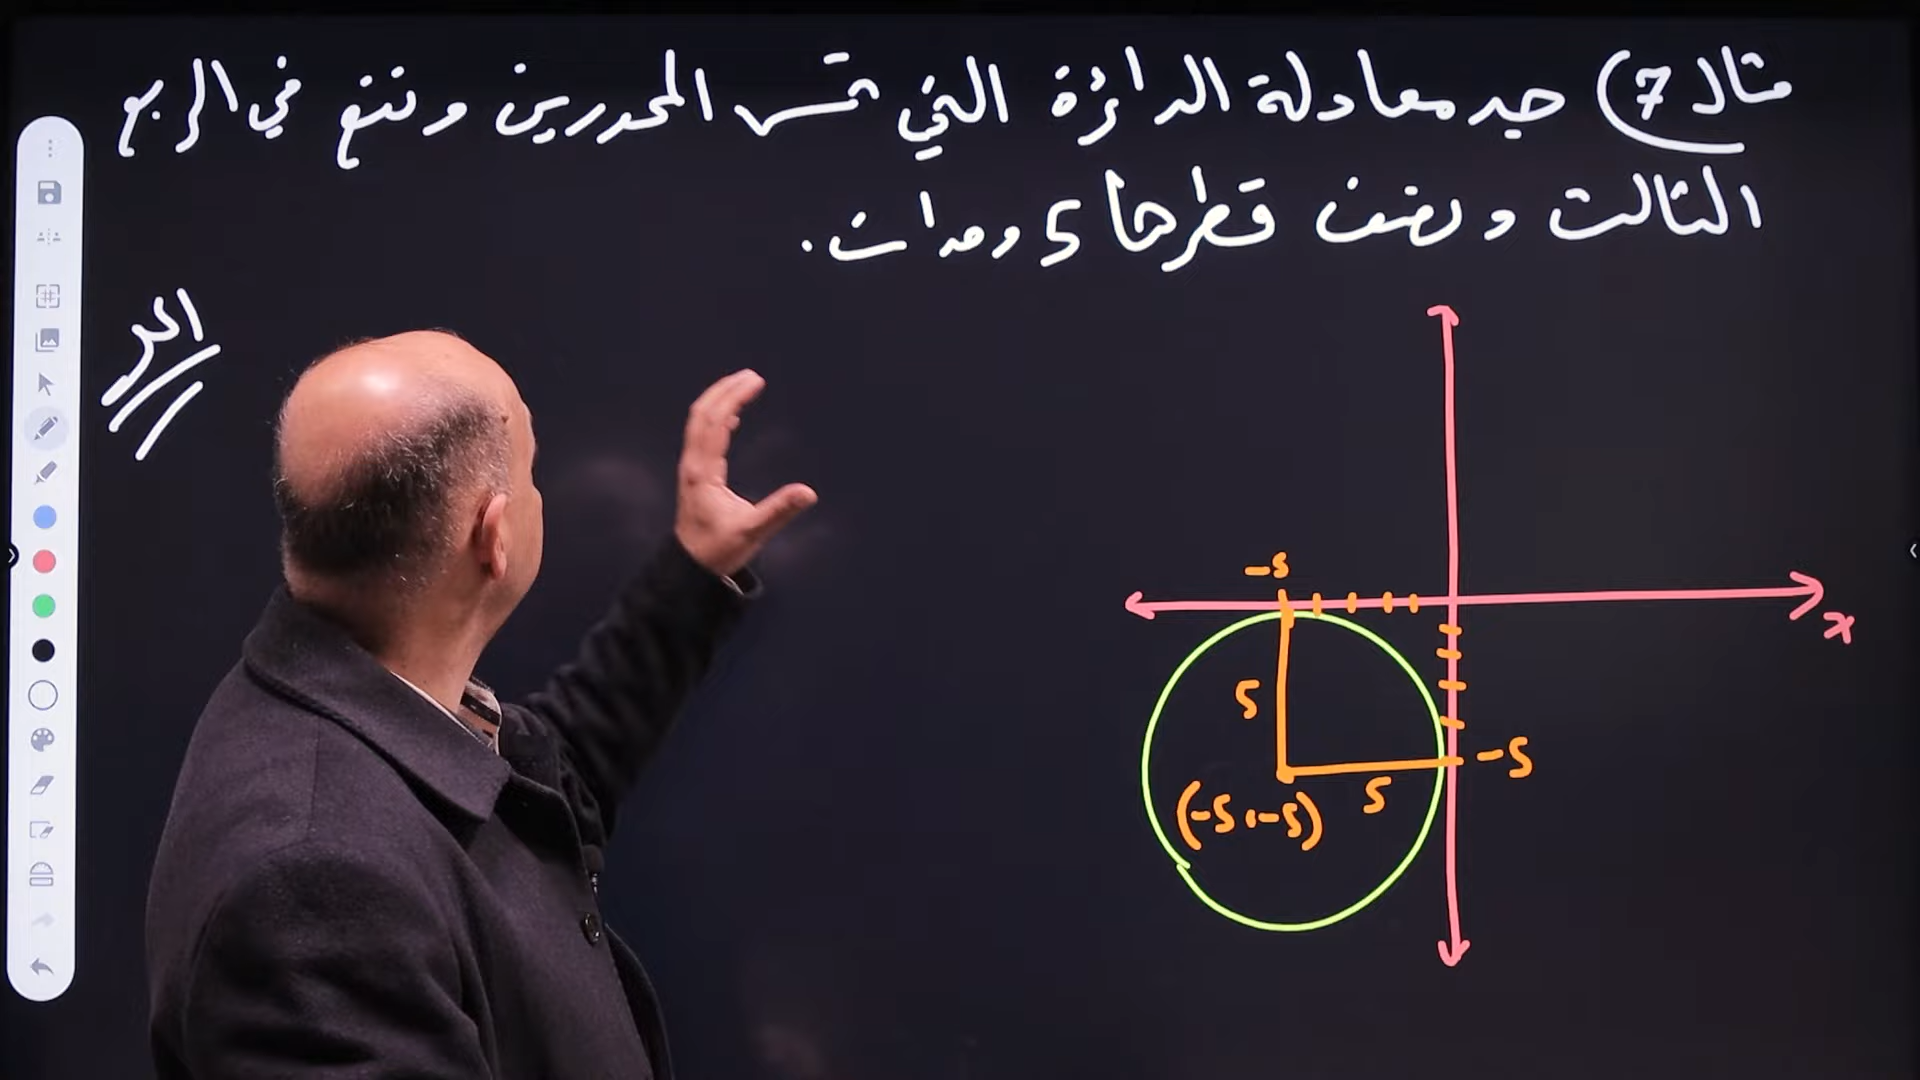 مثال 7) جد معادلة الدائرة التي تمس المحورين وتقع في الربع
الثالث ونصف قطرها 5 وحدات.
الحل
-5
x
5
-5
5
(-5,-5)